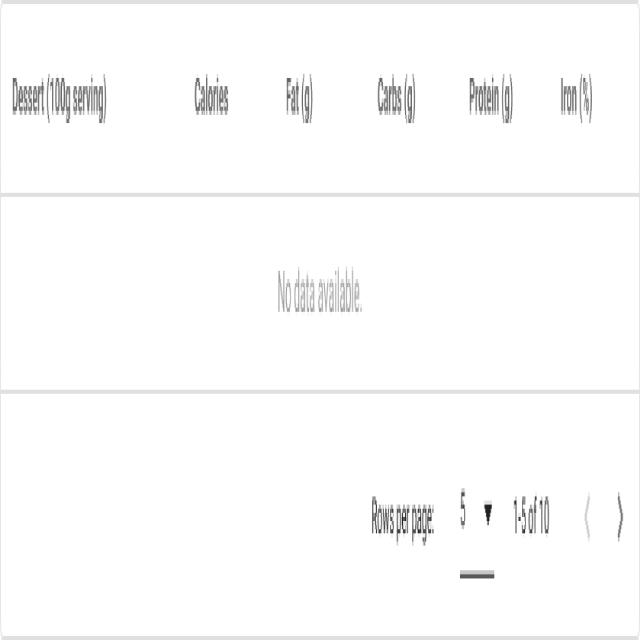 Dessert (100g serving) Calories Fat (g) Carbs (g) Protein (g) Iron (%)
No data available.
Rows per page: 5 1-5 of 10